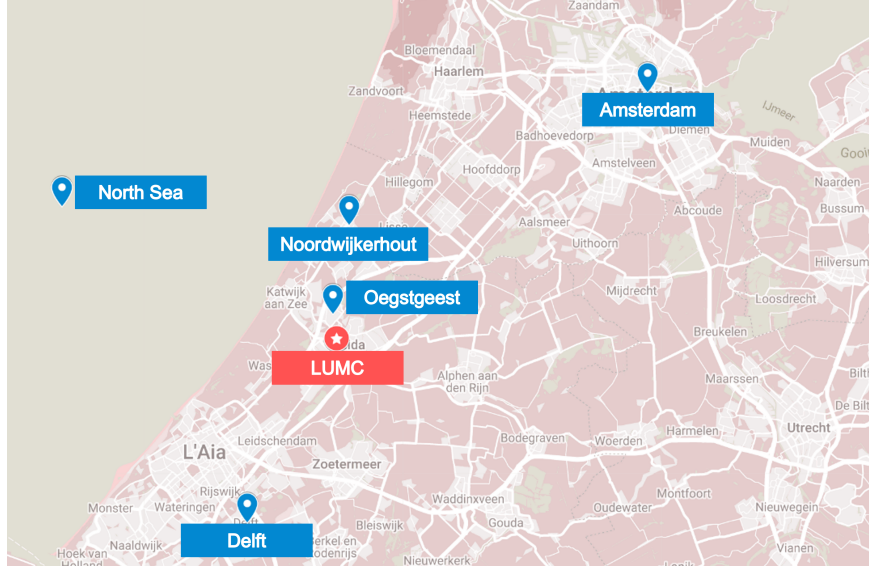 Zaandam
Bloemendaal
Haarlem
Zandvoort
Amsterdam
IJmeer
Heemstede
Badhoevedorp
Diemen
Muiden
Hoofddorp
Amstelveen
Hillegom
Naarden
North Sea
Abcoude
Bussum
Aalsmeer
Noordwijkerhout
Uithoorn
Hilversum
Katwijk
aan Zee
Oegstgeest
Mijdrecht
Loosdrecht
Breukelen
LUMC
Alphen aan
den Rijn
Maarssen
De Bilt
Utrecht
Harmelen
Leidschendam
Bodegraven
Woerden
L'Aia
Zoetermeer
Rijswijk
Waddinxveen
Montfoort
Monster
Wateringen
Oudewater
Nieuwegein
Bleiswijk
Gouda
Delft
Naaldwijk
Vianen
Hoek van
Holland
Nieuwerkerk